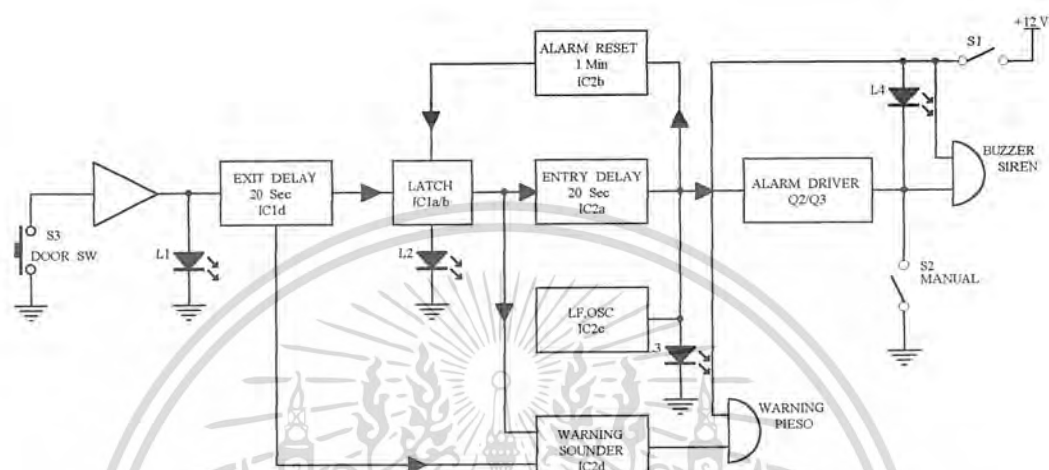 +12 V
S1
ALARM RESET
1 Min
IC2b
L4
BUZZER
SIREN
EXIT DELAY
20 Sec
IC1d
LATCH
IC1a/b
ENTRY DELAY
20 Sec
IC2a
ALARM DRIVER
Q2/Q3
S3
DOOR SW.
L1
L2
S2
MANUAL
LF,OSC
IC2c
L3
WARNING
PIESO
WARNING
SOUNDER
IC2d